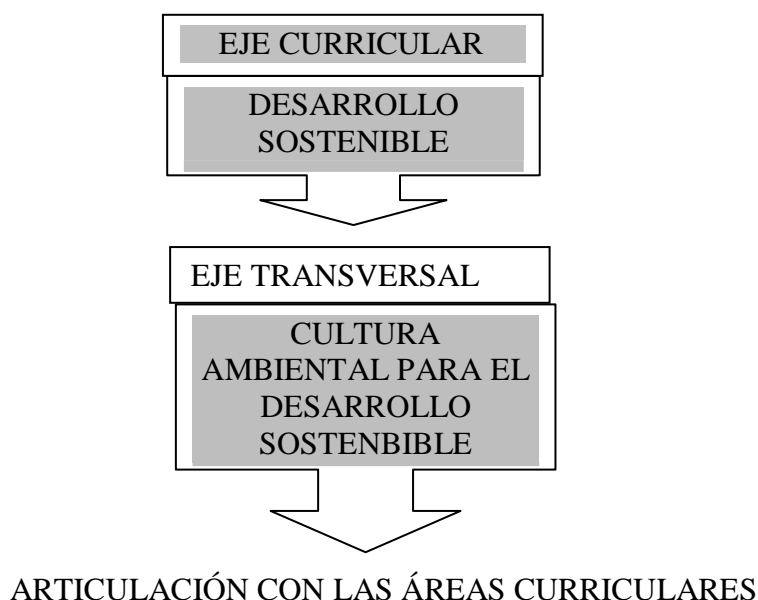 EJE CURRICULAR
DESARROLLO
SOSTENIBLE
EJE TRANSVERSAL
CULTURA
AMBIENTAL PARA EL
DESARROLLO
SOSTENBIBLE
ARTICULACIÓN CON LAS ÁREAS CURRICULARES